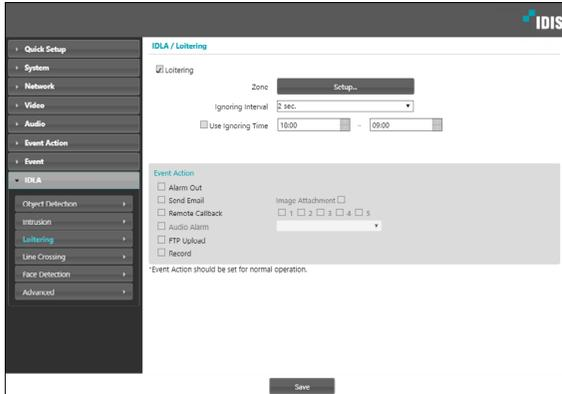 IDIS
Quick Setup
System
Network
Video
Audio
Event Action
Event
IDLA
Object Detection
Intrusion
Loitering
Line Crossing
Face Detection
Advanced
IDLA / Loitering
Loitering
Zone Setup...
Ignoring Interval 2 sec.
Use Ignoring Time 18:00 - 09:00
Event Action
Alarm Out
Send Email Image Attachment
Remote Callback 1 2 3 4 5
Audio Alarm
FTP Upload
Record
*Event Action should be set for normal operation.
Save